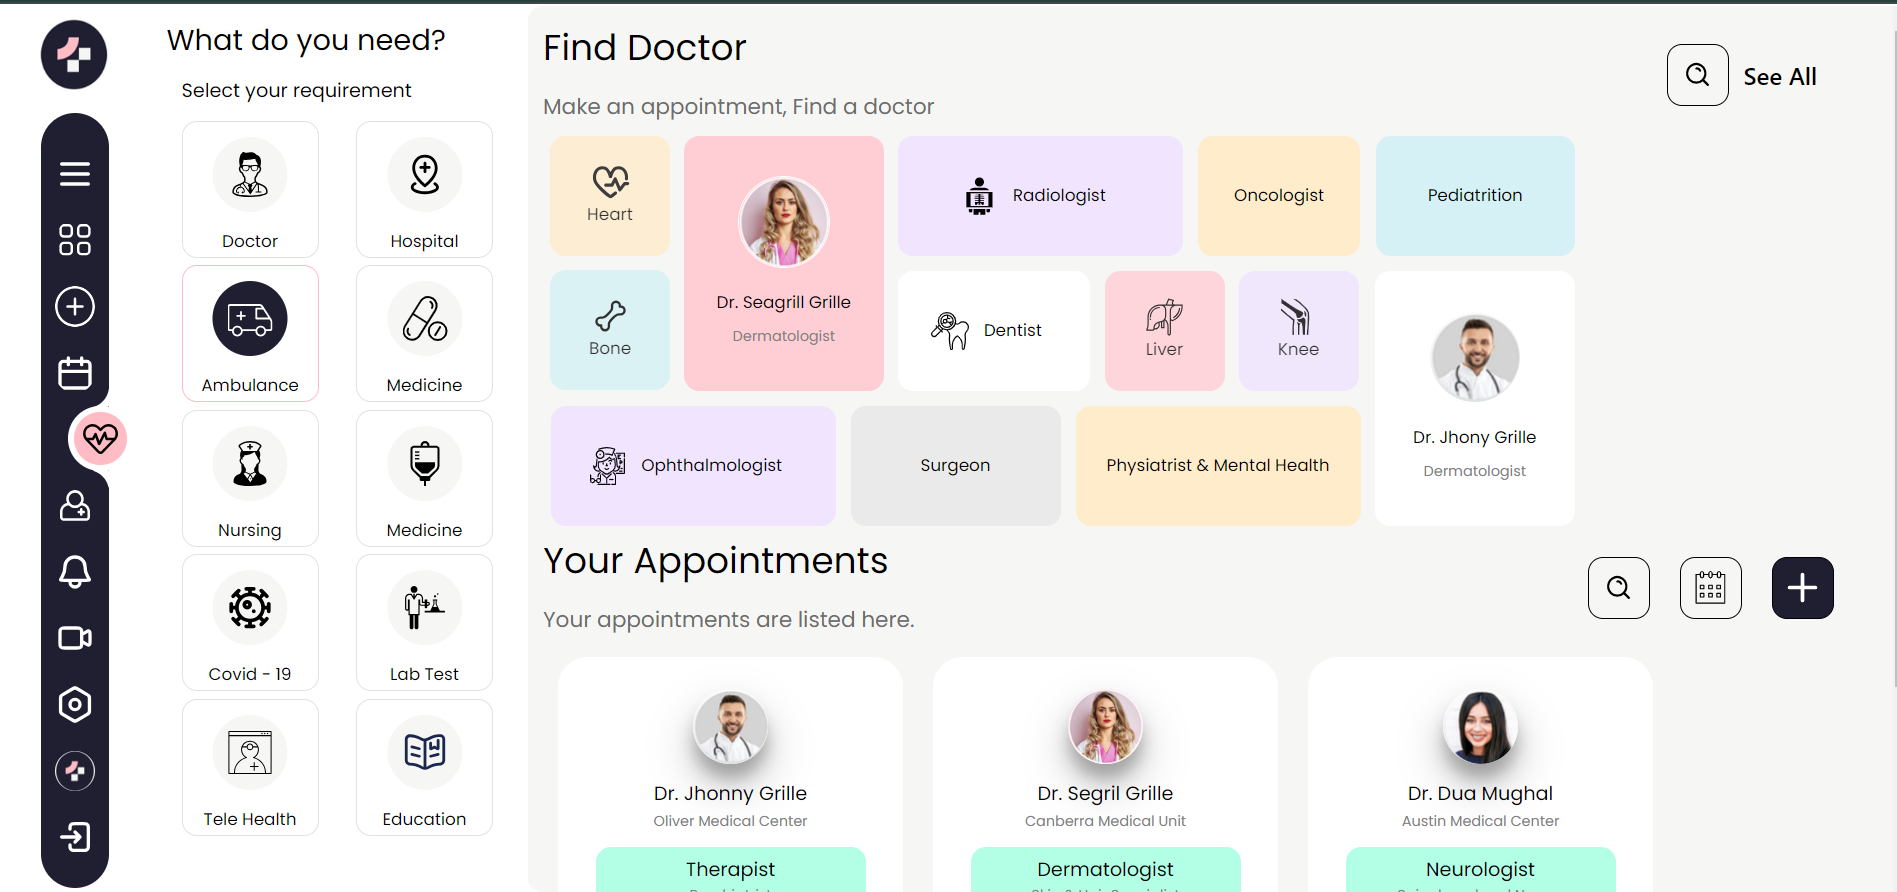 What do you need?
Select your requirement
Doctor
Hospital
Ambulance
Medicine
Nursing
Medicine
Covid - 19
Lab Test
Tele Health
Education
Find Doctor
Make an appointment, Find a doctor
See All
Heart
Dr. Seagrill Grille
Dermatologist
Radiologist
Oncologist
Pediatrition
Bone
Dentist
Liver
Knee
Dr. Jhony Grille
Dermatologist
Ophthalmologist
Surgeon
Physiatrist & Mental Health
Your Appointments
Your appointments are listed here.
Dr. Jhonny Grille
Oliver Medical Center
Therapist
Dr. Segril Grille
Canberra Medical Unit
Dermatologist
Dr. Dua Mughal
Austin Medical Center
Neurologist